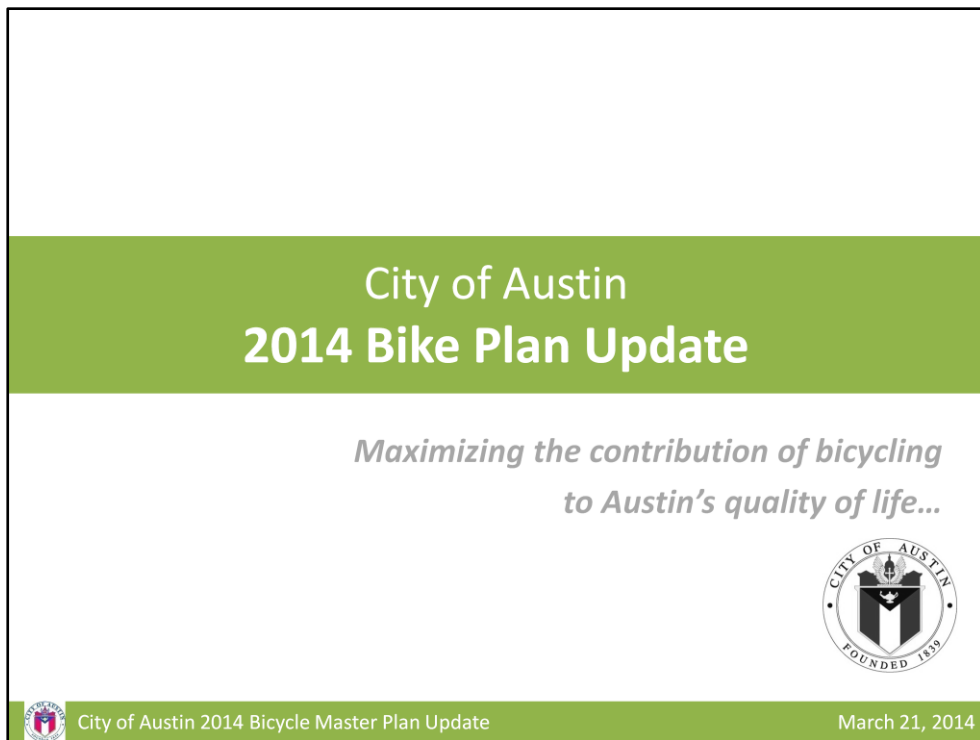 City of Austin
2014 Bike Plan Update
Maximizing the contribution of bicycling
to Austin's quality of life…
CITY OF AUSTIN
FOUNDED 1839
City of Austin 2014 Bicycle Master Plan Update
March 21, 2014